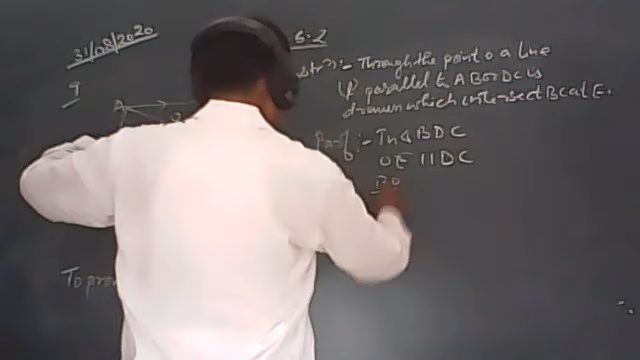 31/08/2020
6.2
9
Through the point O a line
parallel to AB or DC is
drawn which intersect BC at E.
A
Proof:- In Δ BDC
OE || DC
To pro
BO